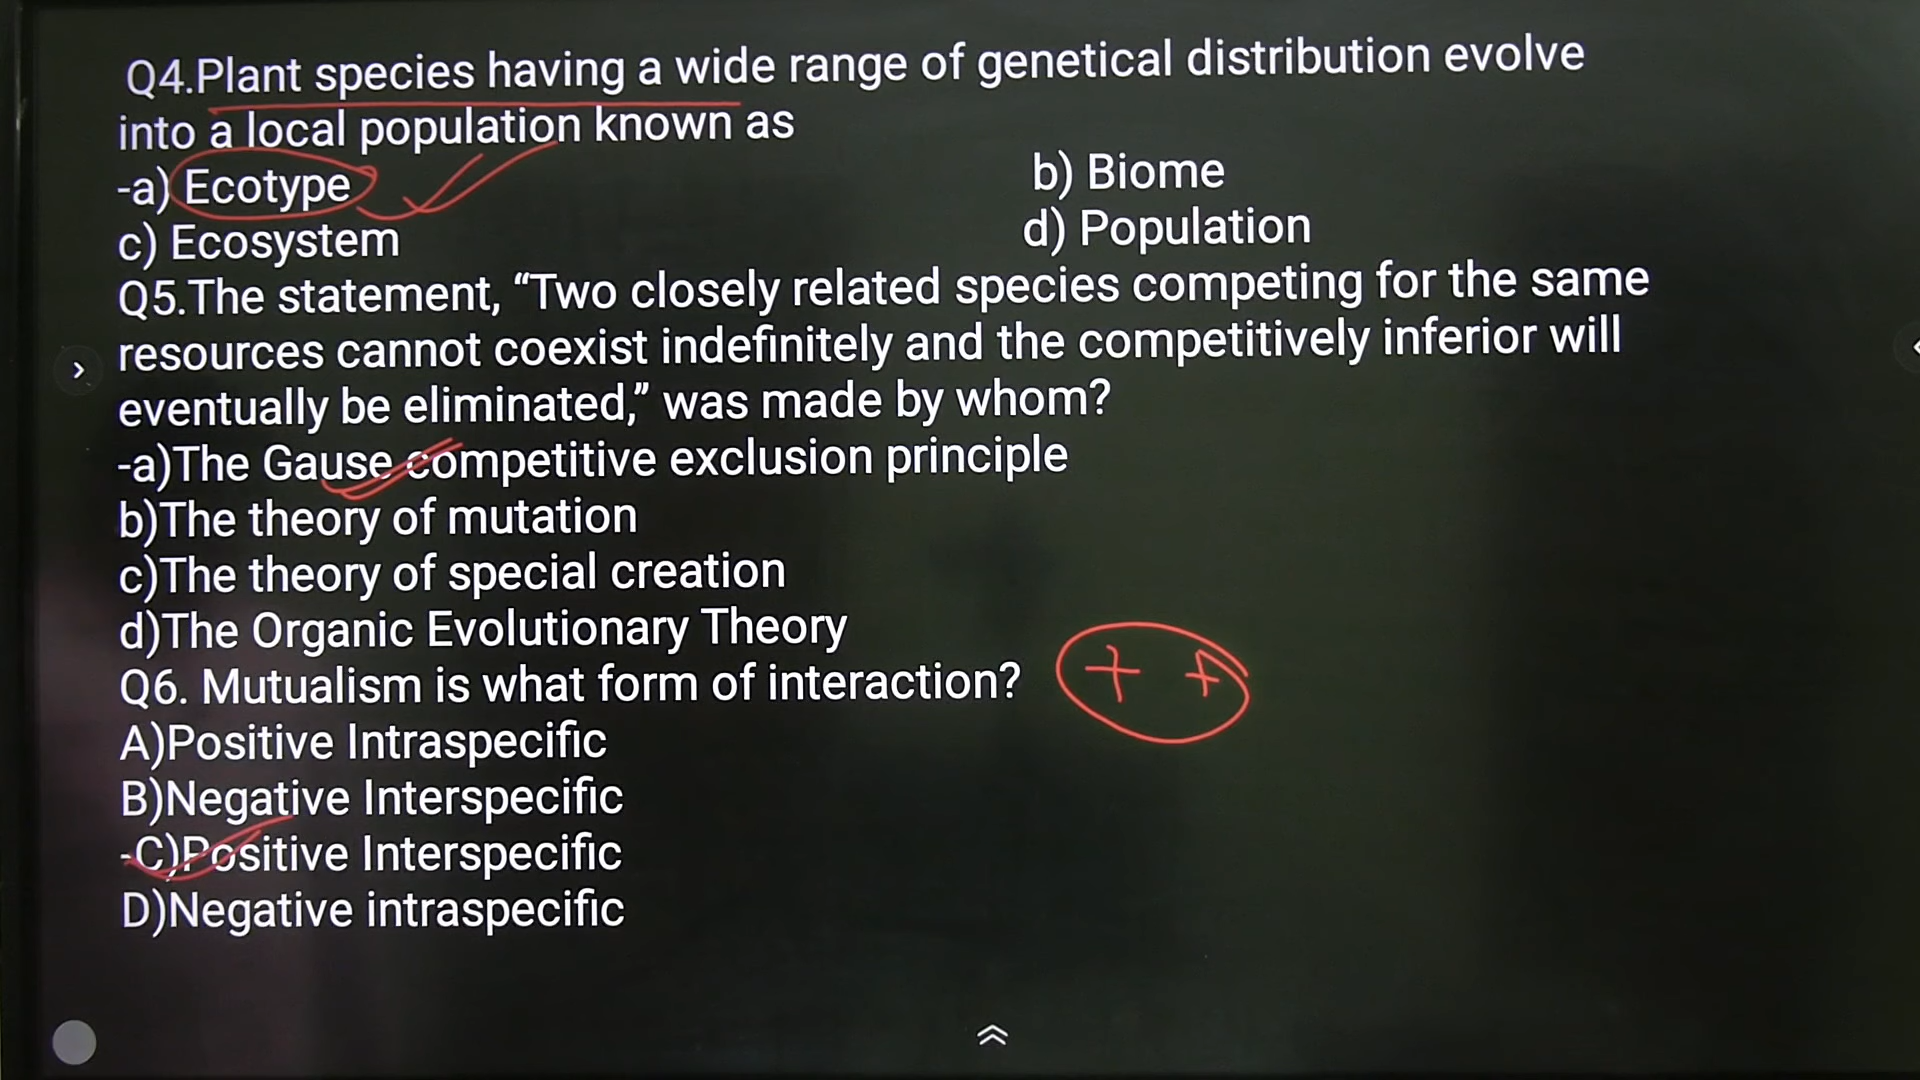 Q4.Plant species having a wide range of genetical distribution evolve
into a local population known as
-a) Ecotype b) Biome
c) Ecosystem d) Population
Q5.The statement, “Two closely related species competing for the same
resources cannot coexist indefinitely and the competitively inferior will
eventually be eliminated,” was made by whom?
-a)The Gause competitive exclusion principle
b)The theory of mutation
c)The theory of special creation
d)The Organic Evolutionary Theory
Q6. Mutualism is what form of interaction? + +
A)Positive Intraspecific
B)Negative Interspecific
-C)Positive Interspecific
D)Negative intraspecific